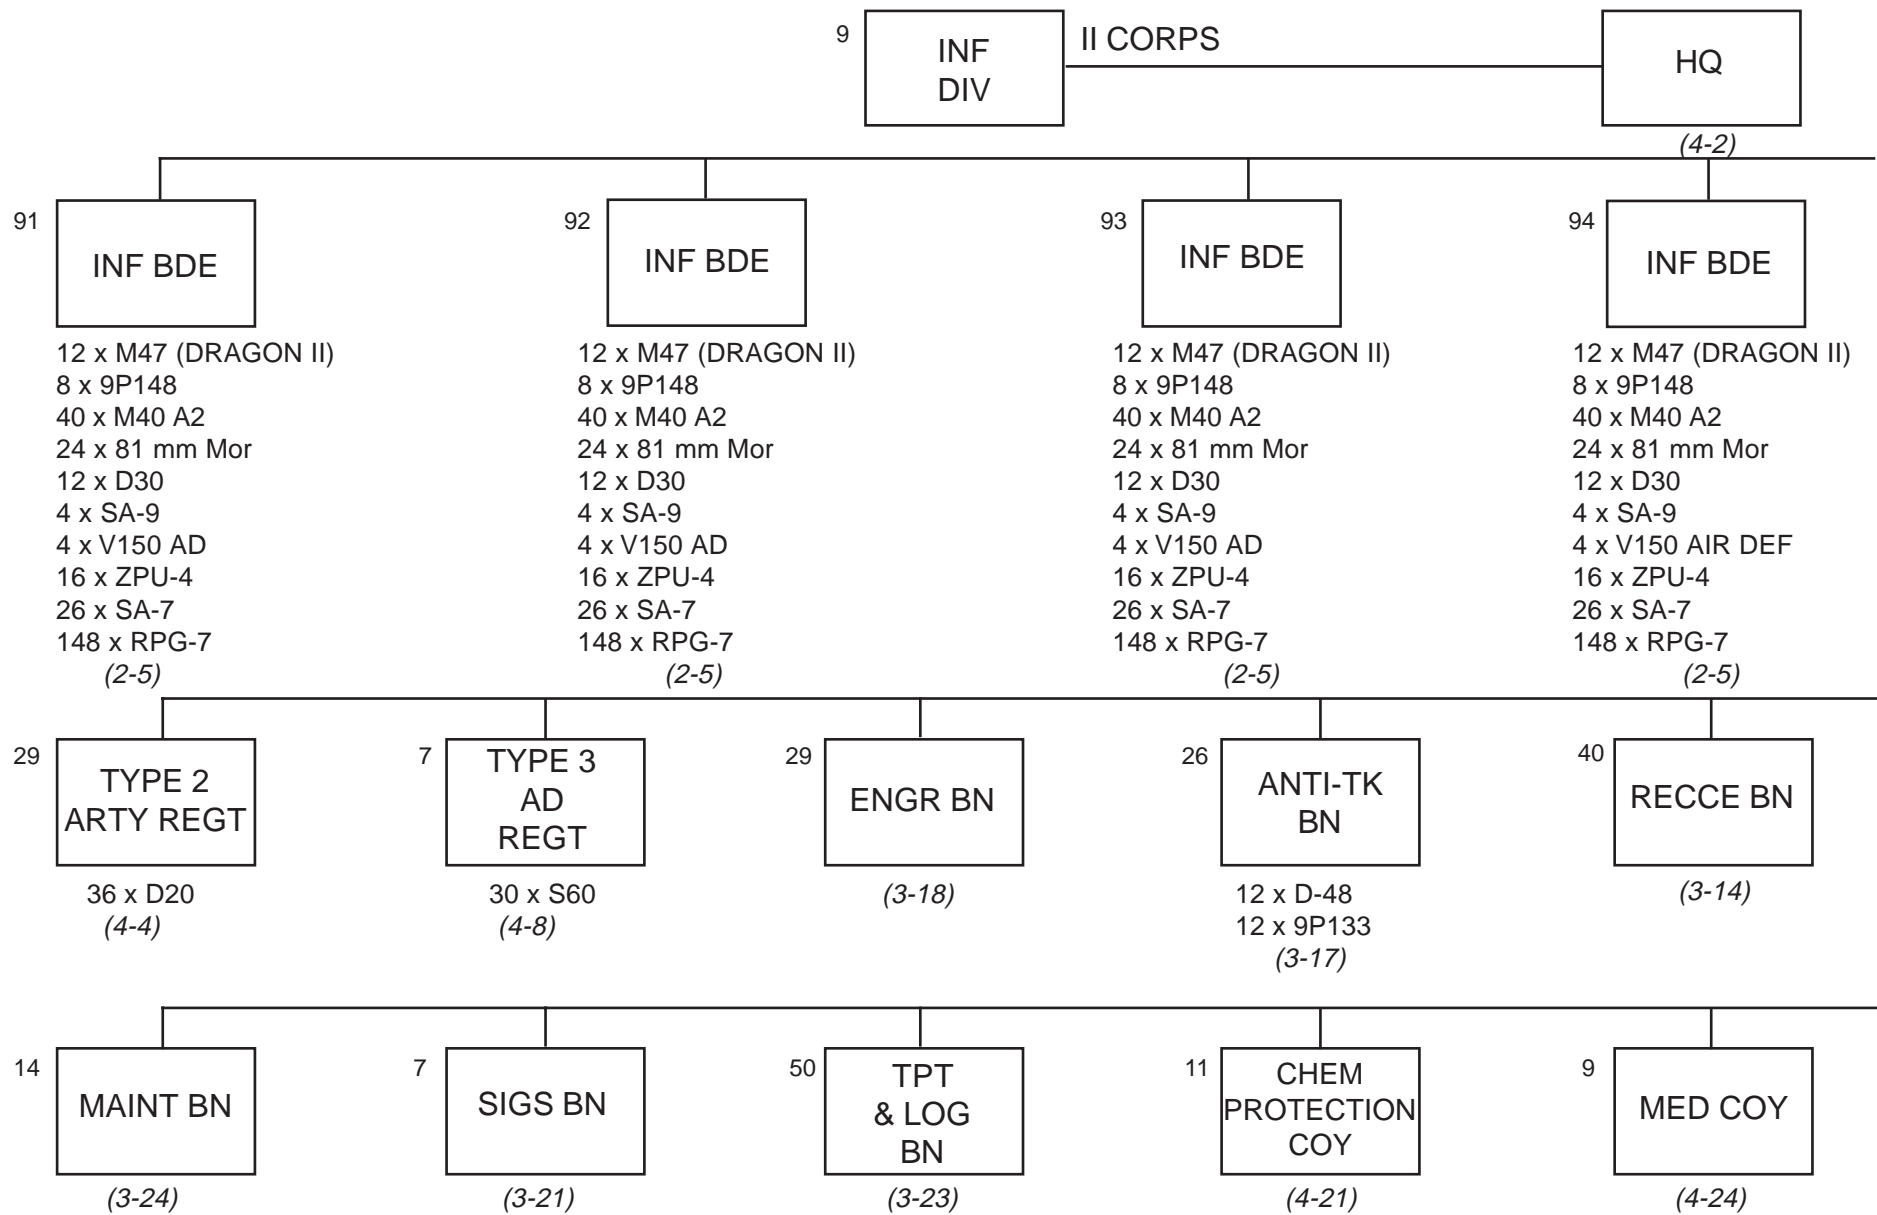 9
INF
DIV
II CORPS
HQ
(4-2)
91
INF BDE
12 x M47 (DRAGON II)
8 x 9P148
40 x M40 A2
24 x 81 mm Mor
12 x D30
4 x SA-9
4 x V150 AD
16 x ZPU-4
26 x SA-7
148 x RPG-7
(2-5)
92
INF BDE
12 x M47 (DRAGON II)
8 x 9P148
40 x M40 A2
24 x 81 mm Mor
12 x D30
4 x SA-9
4 x V150 AD
16 x ZPU-4
26 x SA-7
148 x RPG-7
(2-5)
93
INF BDE
12 x M47 (DRAGON II)
8 x 9P148
40 x M40 A2
24 x 81 mm Mor
12 x D30
4 x SA-9
4 x V150 AD
16 x ZPU-4
26 x SA-7
148 x RPG-7
(2-5)
94
INF BDE
12 x M47 (DRAGON II)
8 x 9P148
40 x M40 A2
24 x 81 mm Mor
12 x D30
4 x SA-9
4 x V150 AIR DEF
16 x ZPU-4
26 x SA-7
148 x RPG-7
(2-5)
29
TYPE 2
ARTY REGT
36 x D20
(4-4)
7
TYPE 3
AD
REGT
30 x S60
(4-8)
29
ENGR BN
(3-18)
26
ANTI-TK
BN
12 x D-48
12 x 9P133
(3-17)
40
RECCE BN
(3-14)
14
MAINT BN
(3-24)
7
SIGS BN
(3-21)
50
TPT
& LOG
BN
(3-23)
11
CHEM
PROTECTION
COY
(4-21)
9
MED COY
(4-24)